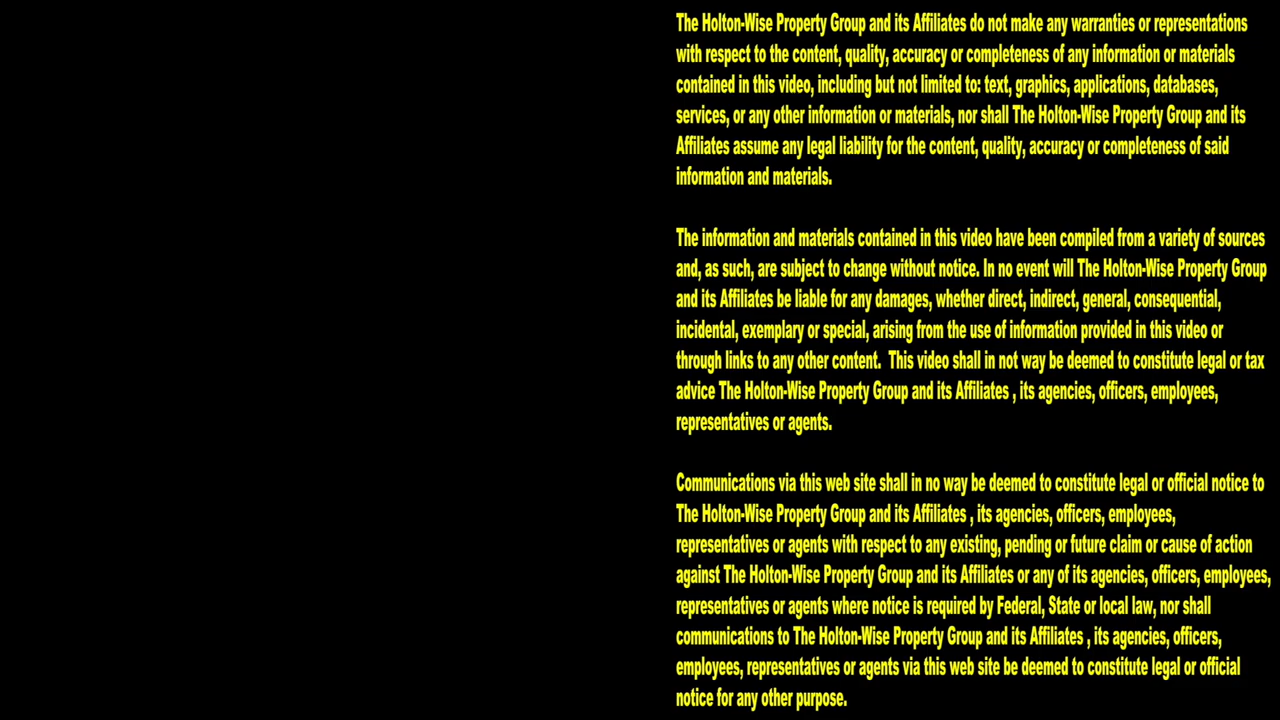 The Holton-Wise Property Group and its Affiliates do not make any warranties or representations
with respect to the content, quality, accuracy or completeness of any information or materials
contained in this video, including but not limited to: text, graphics, applications, databases,
services, or any other information or materials, nor shall The Holton-Wise Property Group and its
Affiliates assume any legal liability for the content, quality, accuracy or completeness of said
information and materials.
The information and materials contained in this video have been compiled from a variety of sources
and, as such, are subject to change without notice. In no event will The Holton-Wise Property Group
and its Affiliates be liable for any damages, whether direct, indirect, general, consequential,
incidental, exemplary or special, arising from the use of information provided in this video or
through links to any other content.  This video shall in not way be deemed to constitute legal or tax
advice The Holton-Wise Property Group and its Affiliates , its agencies, officers, employees,
representatives or agents.
Communications via this web site shall in no way be deemed to constitute legal or official notice to
The Holton-Wise Property Group and its Affiliates , its agencies, officers, employees,
representatives or agents with respect to any existing, pending or future claim or cause of action
against The Holton-Wise Property Group and its Affiliates or any of its agencies, officers, employees,
representatives or agents where notice is required by Federal, State or local law, nor shall
communications to The Holton-Wise Property Group and its Affiliates , its agencies, officers,
employees, representatives or agents via this web site be deemed to constitute legal or official
notice for any other purpose.